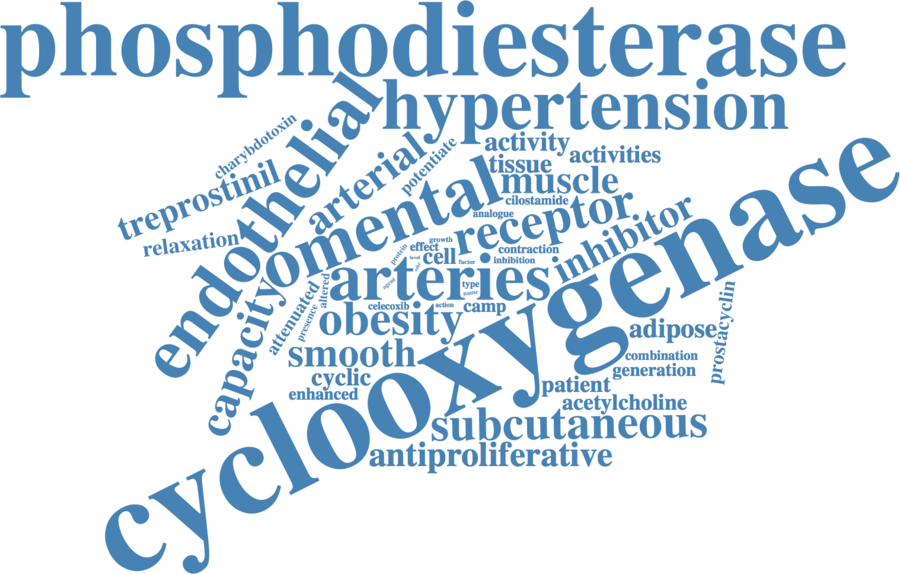 phosphodiesterase
hypertension
endothelial
charybdotoxin
activity
activities
arterial
potentiate
tissue
treprostinil
omental
muscle
cilostamide
analogue
receptor
relaxation
inhibitor
cyclooxygenase
growth
effect
protein
contraction
cell
factor
inhibition
level
arteries
type
agent
altered
attenuated
capacity
presence
celecoxib
action
camp
obesity
prostacyclin
adipose
smooth
combination
generation
cyclic
patient
enhanced
acetylcholine
subcutaneous
antiproliferative